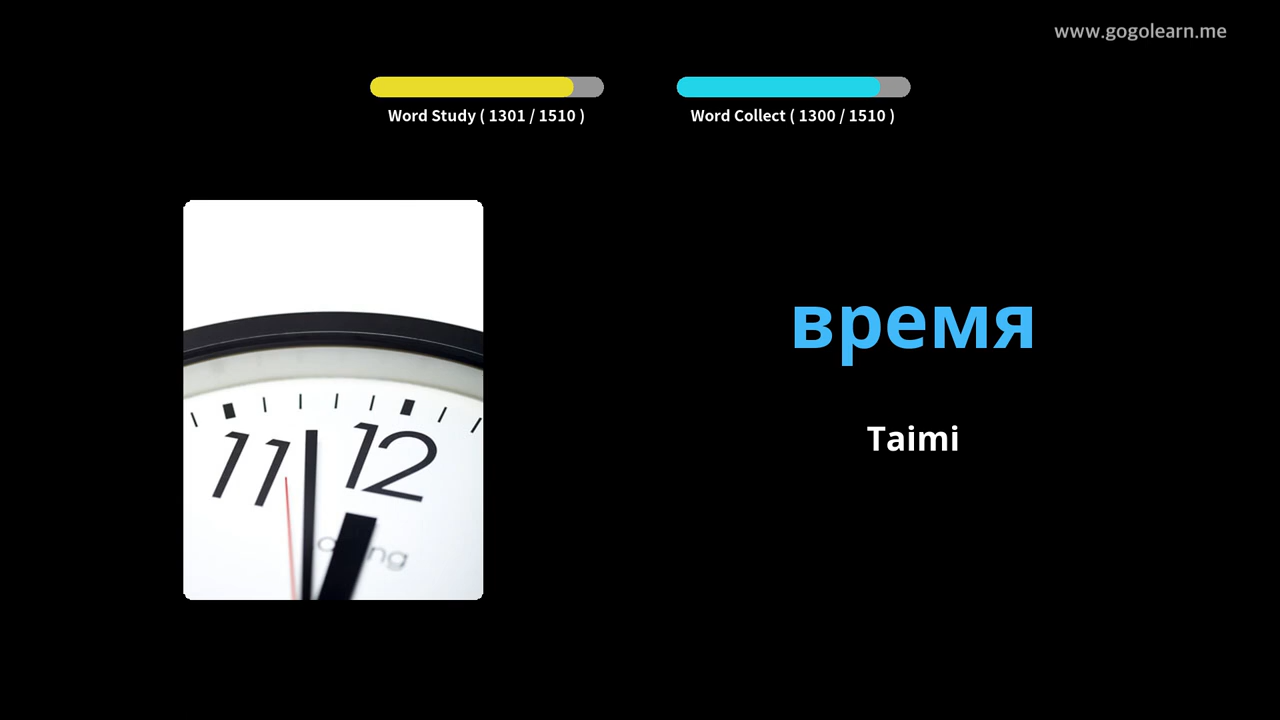 www.gogolearn.me
Word Study ( 1301 / 1510 )
Word Collect ( 1300 / 1510 )
11 12
время
Taimi